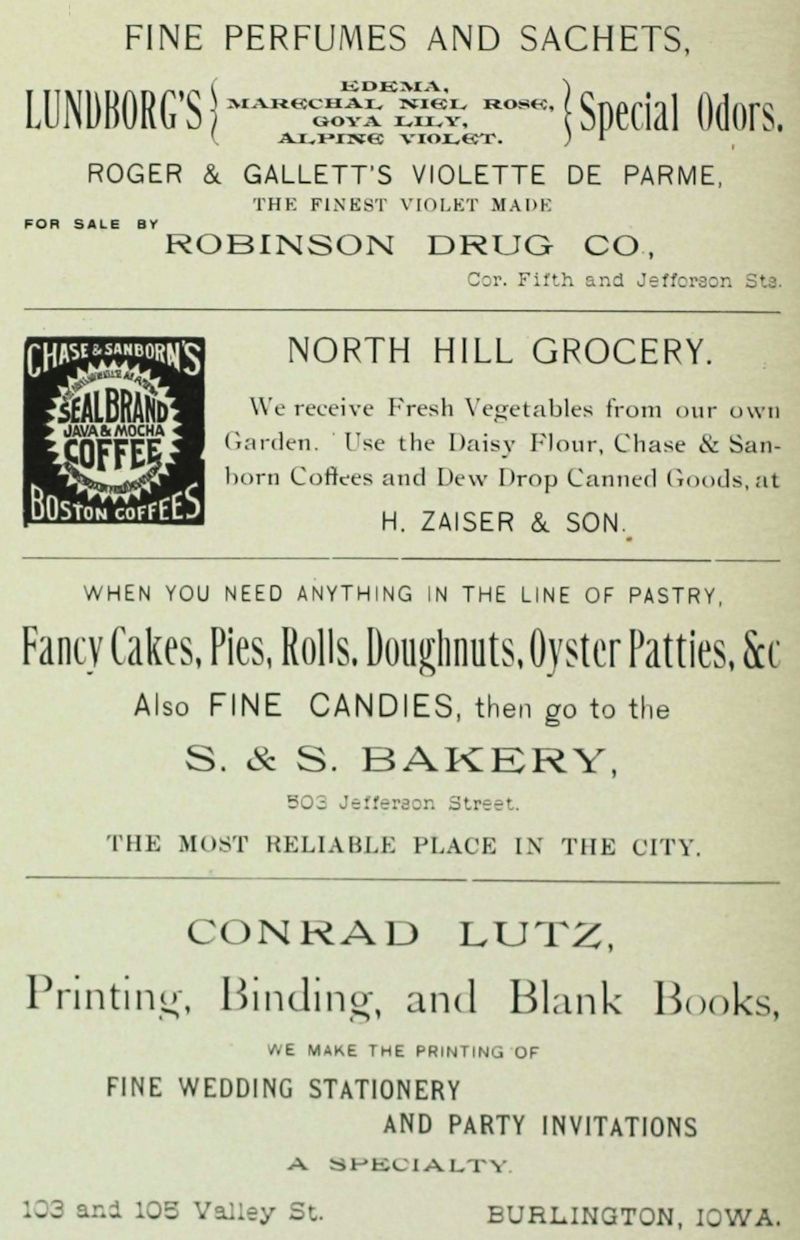 FINE PERFUMES AND SACHETS,
LUNDBORG'S { EDEMIA, MARECHAL NIEL ROSE, GOYA LILY, ALPINE VIOLET. } Special Odors.
ROGER & GALLETT'S VIOLETTE DE PARME,
THE FINEST VIOLET MADE
FOR SALE BY
ROBINSON DRUG CO.,
Cor. Fifth and Jefferson Sts.
CHASE & SANBORN'S
SEAL BRAND
JAVA & MOCHA
COFFEE
BOSTON COFFEES
NORTH HILL GROCERY.
We receive Fresh Vegetables from our own
Garden. Use the Daisy Flour, Chase & San-
born Coffees and Dew Drop Canned Goods, at
H. ZAISER & SON.
WHEN YOU NEED ANYTHING IN THE LINE OF PASTRY,
Fancy Cakes, Pies, Rolls, Doughnuts, Oyster Patties, &c
Also FINE CANDIES, then go to the
S. & S. BAKERY,
503 Jefferson Street.
THE MOST RELIABLE PLACE IN THE CITY.
CONRAD LUTZ,
Printing, Binding, and Blank Books,
WE MAKE THE PRINTING OF
FINE WEDDING STATIONERY
AND PARTY INVITATIONS
A SPECIALTY.
103 and 105 Valley St.
BURLINGTON, IOWA.